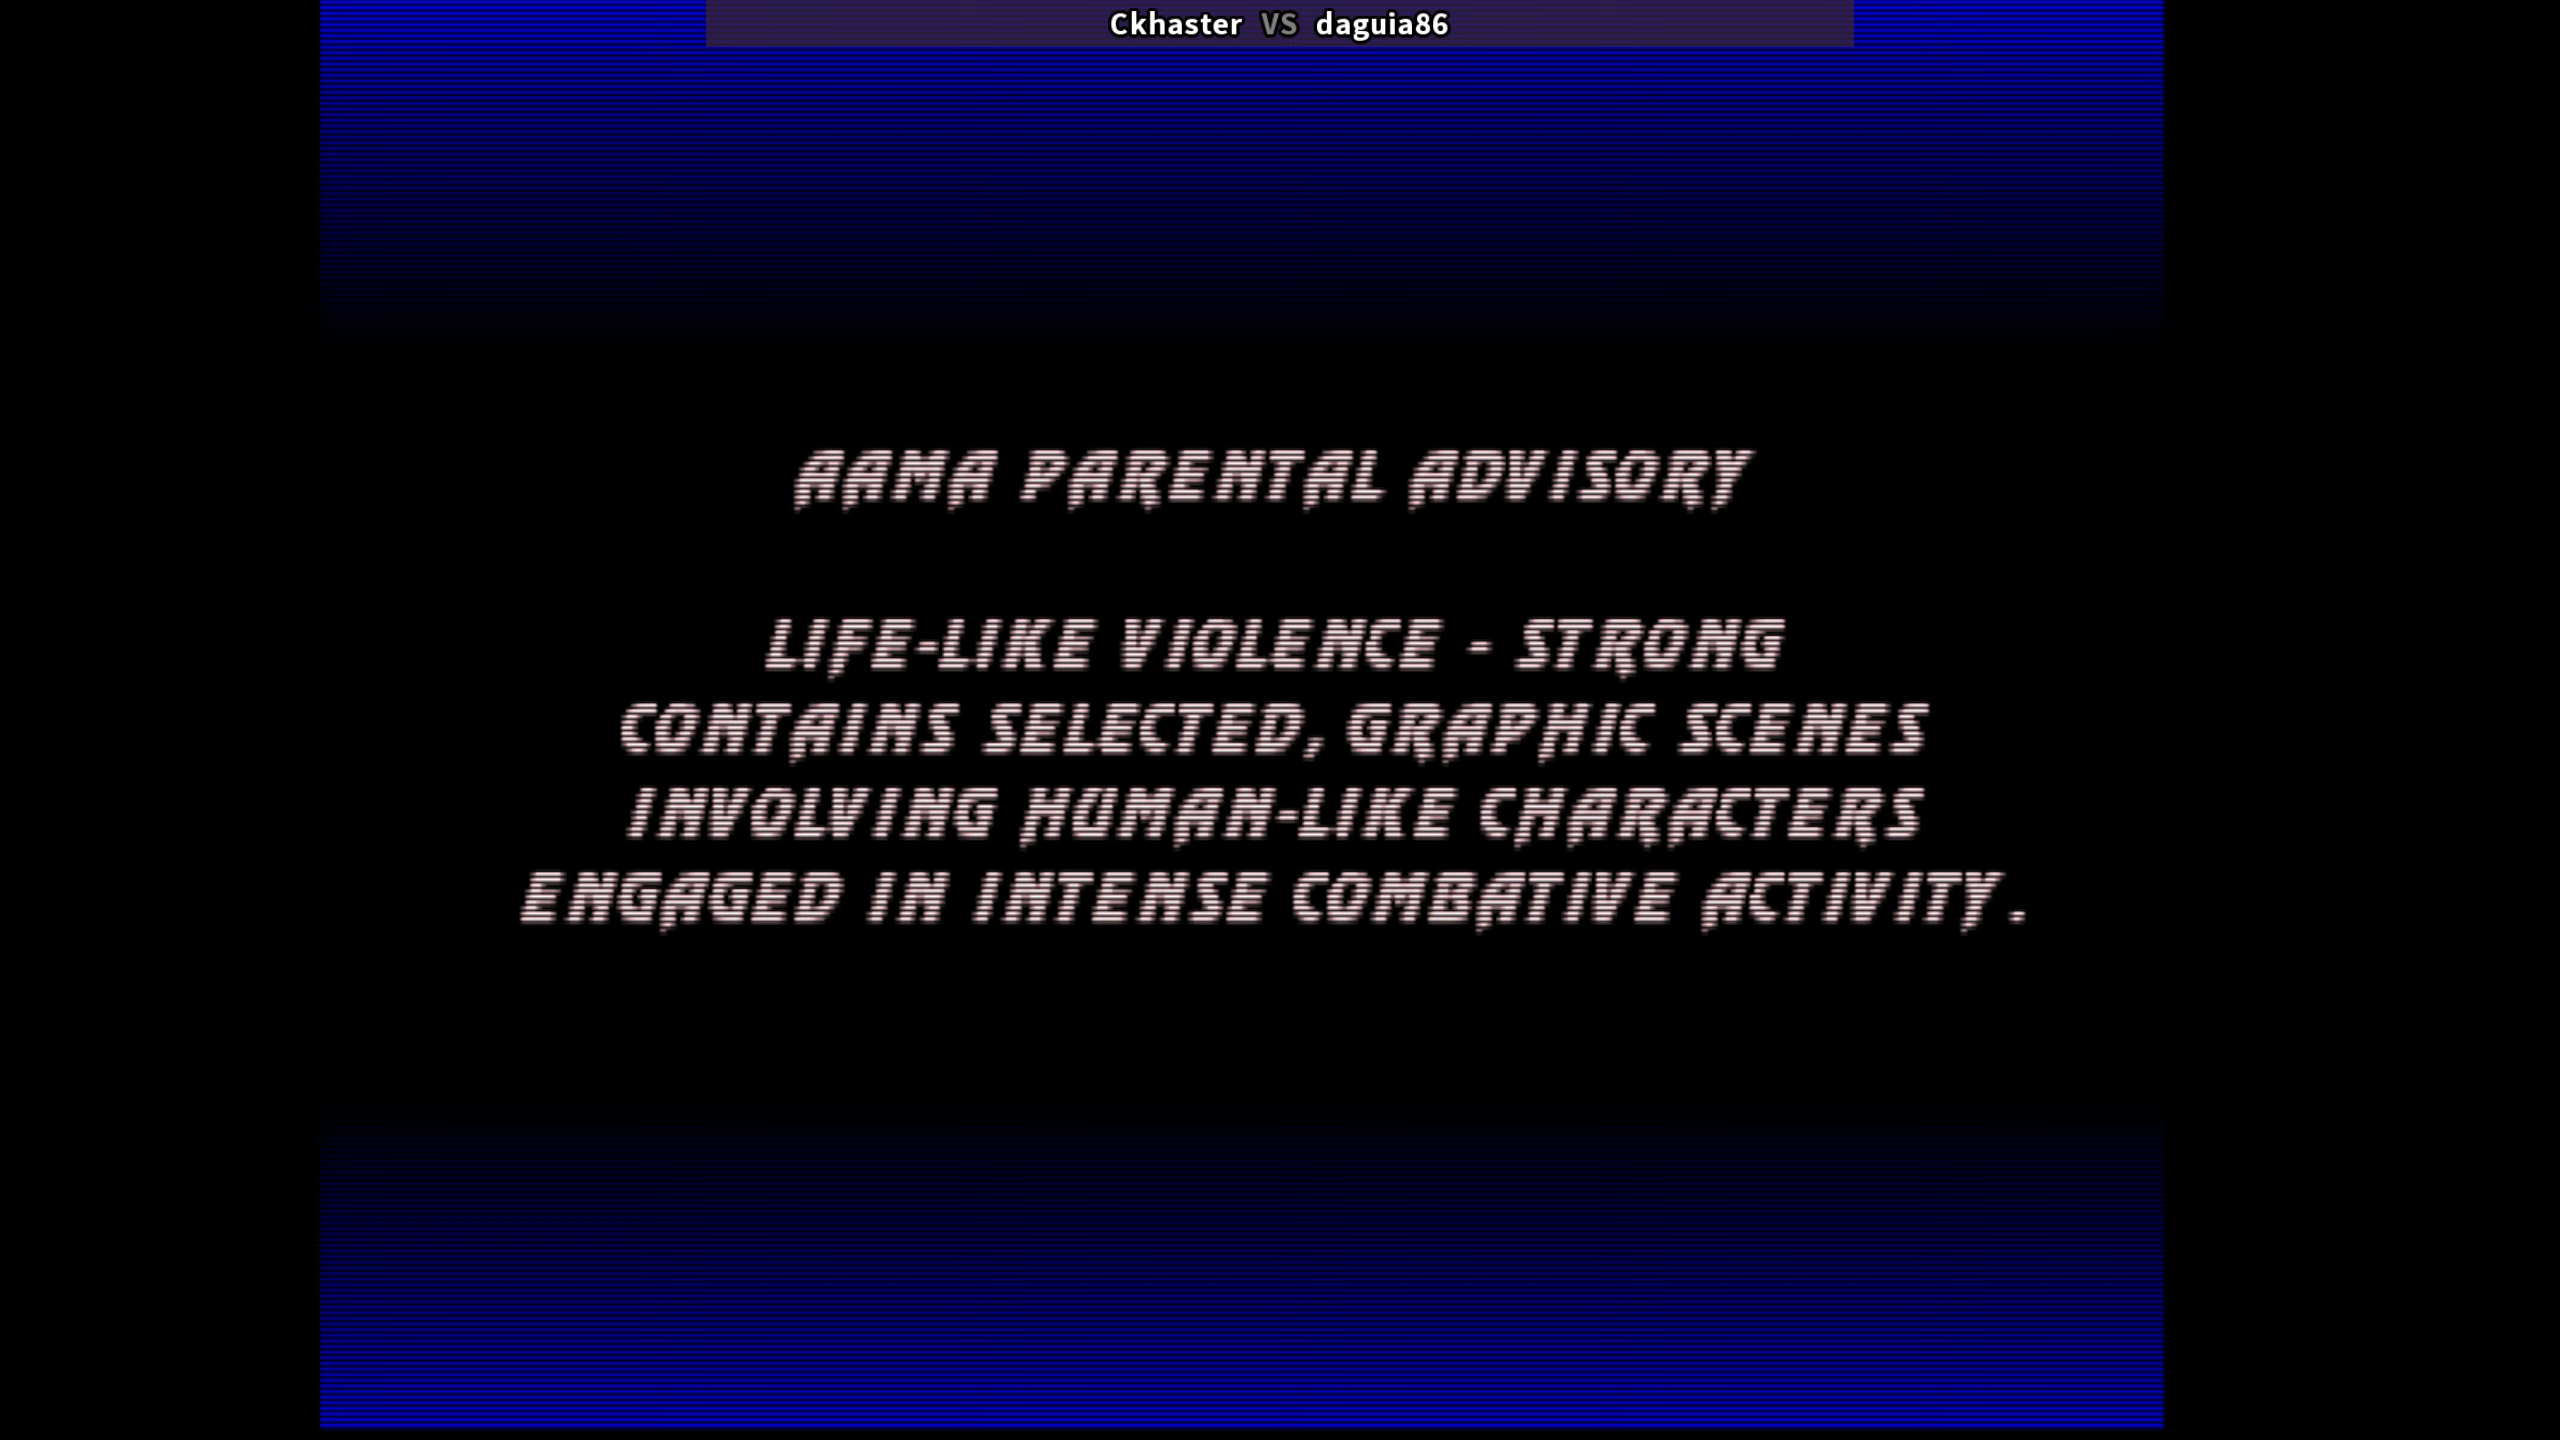 Ckhaster VS daguia86
AAMA PARENTAL ADVISORY
LIFE-LIKE VIOLENCE - STRONG
CONTAINS SELECTED, GRAPHIC SCENES
INVOLVING HUMAN-LIKE CHARACTERS
ENGAGED IN INTENSE COMBATIVE ACTIVITY.